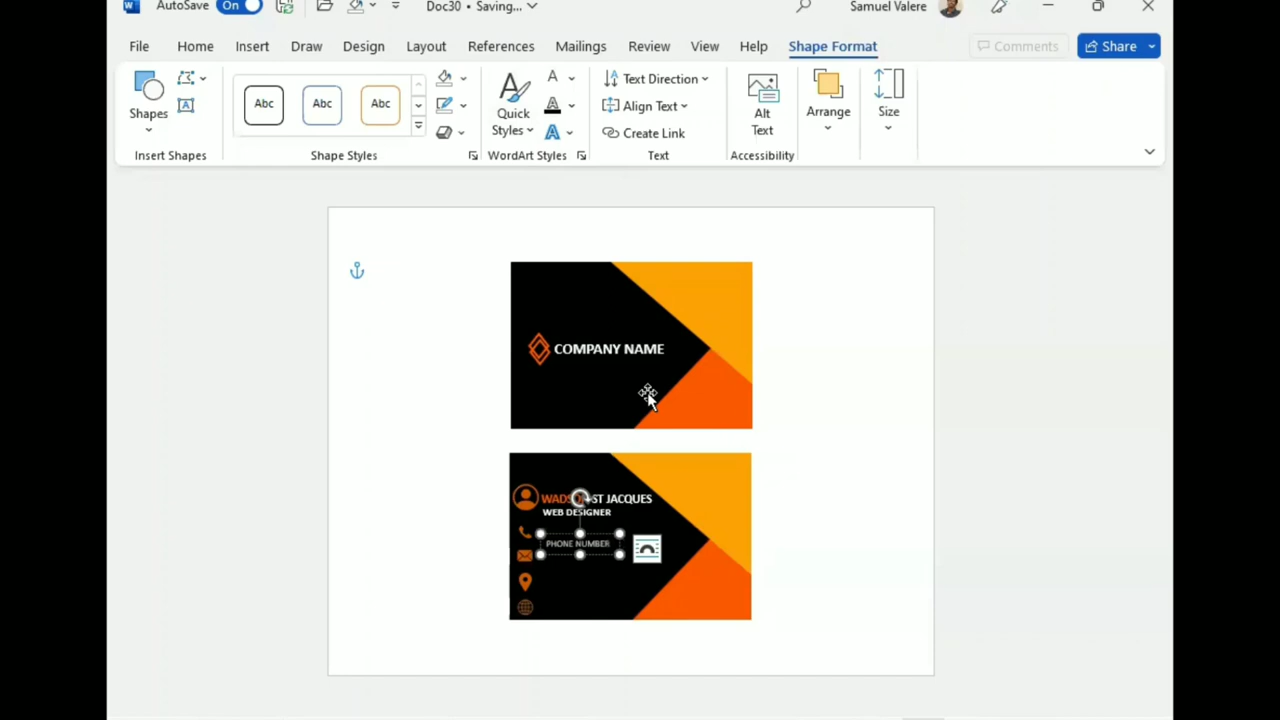 AutoSave On Doc30 • Saving... Samuel Valere
File Home Insert Draw Design Layout References Mailings Review View Help Shape Format Comments Share
Shapes Abc Abc Abc Quick Styles A A A Text Direction Align Text Create Link Alt Text Arrange Size
Insert Shapes Shape Styles WordArt Styles Text Accessibility
COMPANY NAME
ST JACQUES
WEB DESIGNER
PHONE NUMBER